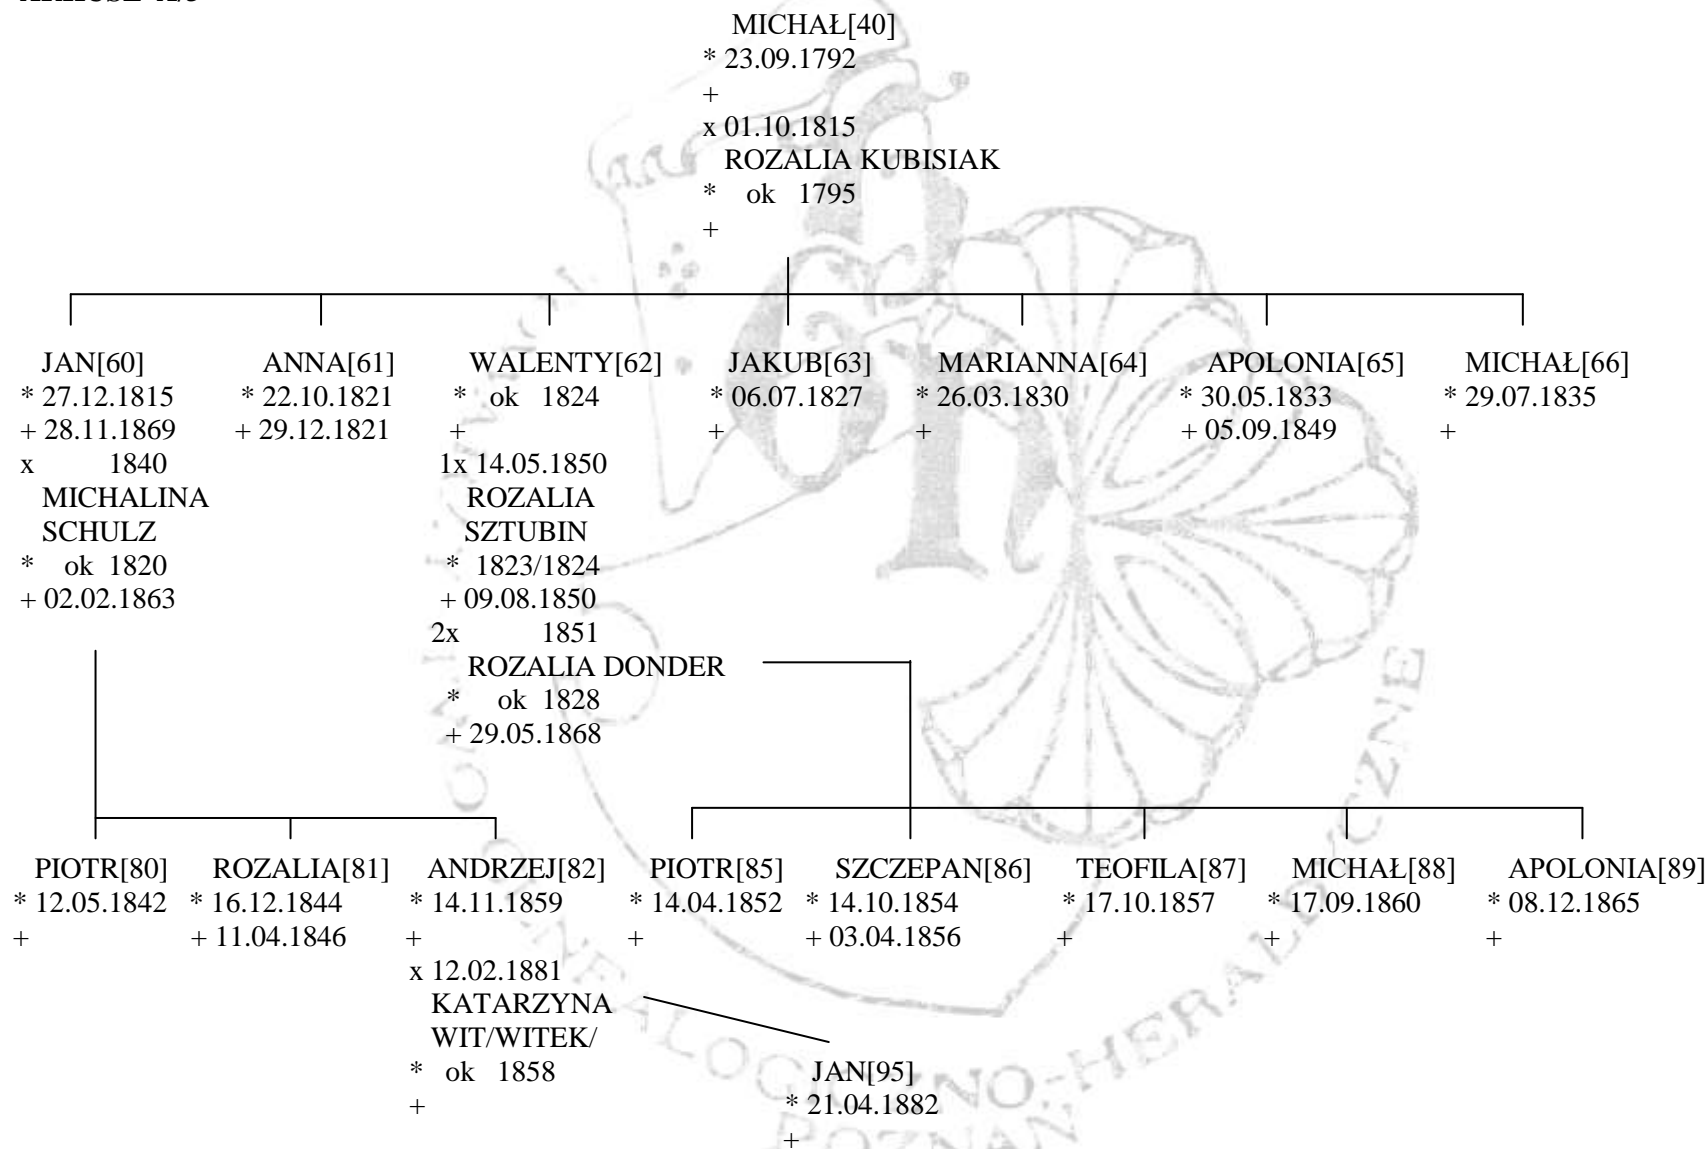 MICHAŁ[40]
* 23.09.1792
+
x 01.10.1815
ROZALIA KUBISIAK
* ok 1795
+
JAN[60]
* 27.12.1815
+ 28.11.1869
x 1840
MICHALINA
SCHULZ
* ok 1820
+ 02.02.1863
ANNA[61]
* 22.10.1821
+ 29.12.1821
WALENTY[62]
* ok 1824
+
1x 14.05.1850
ROZALIA
SZTUBIN
* 1823/1824
+ 09.08.1850
2x 1851
ROZALIA DONDER
* ok 1828
+ 29.05.1868
JAKUB[63]
* 06.07.1827
+
MARIANNA[64]
* 26.03.1830
+
APOLONIA[65]
* 30.05.1833
+ 05.09.1849
MICHAŁ[66]
* 29.07.1835
+
PIOTR[80]
* 12.05.1842
+
ROZALIA[81]
* 16.12.1844
+ 11.04.1846
ANDRZEJ[82]
* 14.11.1859
+
x 12.02.1881
KATARZYNA
WIT/WITEK/
* ok 1858
+
PIOTR[85]
* 14.04.1852
+
SZCZEPAN[86]
* 14.10.1854
+ 03.04.1856
TEOFILA[87]
* 17.10.1857
+
MICHAŁ[88]
* 17.09.1860
+
APOLONIA[89]
* 08.12.1865
+
JAN[95]
* 21.04.1882
+